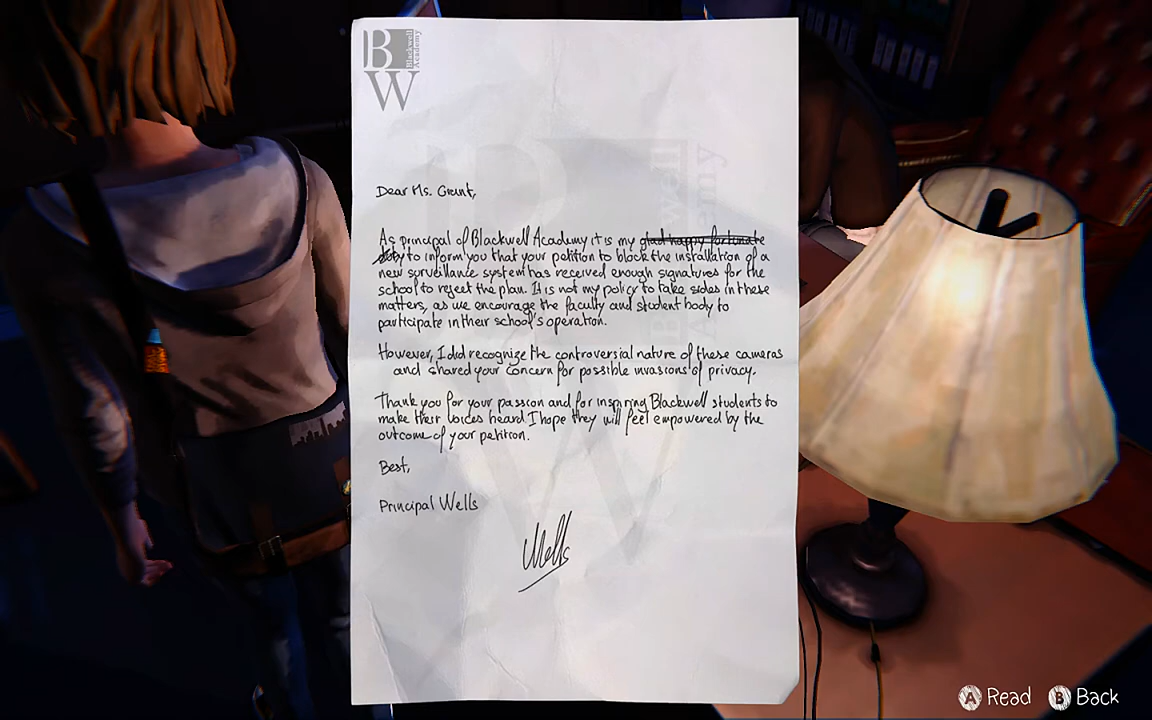 BW
Blackwell
Academy
Dear Ms. Grant,
As principal of Blackwell Academy it is my glad happy fortunate
duty to inform you that your petition to block the installation of a
new surveillance system has received enough signatures for the
school to reject the plan. It is not my policy to take sides in these
matters, as we encourage the faculty and student body to
participate in their school's operation.
However, I did recognize the controversial nature of these cameras
and shared your concern for possible invasions of privacy.
Thank you for your passion and for inspiring Blackwell students to
make their voices heard. I hope they will feel empowered by the
outcome of your petition.
Best,
Principal Wells
Wells
A Read B Back